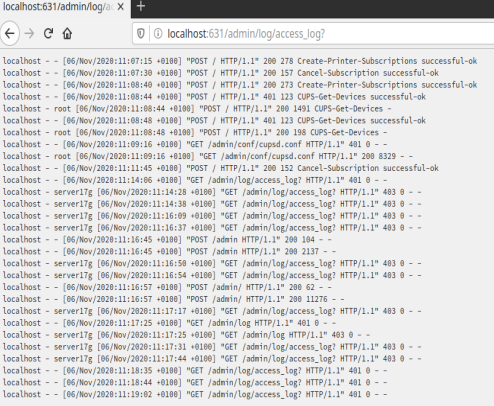 localhost:631/admin/log/ac × +
localhost:631/admin/log/access_log?
localhost - - [06/Nov/2020:11:07:15 +0100] "POST / HTTP/1.1" 200 278 Create-Printer-Subscriptions successful-ok
localhost - - [06/Nov/2020:11:07:30 +0100] "POST / HTTP/1.1" 200 157 Cancel-Subscription successful-ok
localhost - - [06/Nov/2020:11:08:40 +0100] "POST / HTTP/1.1" 200 273 Create-Printer-Subscriptions successful-ok
localhost - - [06/Nov/2020:11:08:44 +0100] "POST / HTTP/1.1" 401 123 CUPS-Get-Devices successful-ok
localhost - root [06/Nov/2020:11:08:44 +0100] "POST / HTTP/1.1" 200 1491 CUPS-Get-Devices -
localhost - - [06/Nov/2020:11:08:48 +0100] "POST / HTTP/1.1" 401 123 CUPS-Get-Devices successful-ok
localhost - root [06/Nov/2020:11:08:48 +0100] "POST / HTTP/1.1" 200 198 CUPS-Get-Devices -
localhost - - [06/Nov/2020:11:09:16 +0100] "GET /admin/conf/cupsd.conf HTTP/1.1" 401 0 - -
localhost - root [06/Nov/2020:11:09:16 +0100] "GET /admin/conf/cupsd.conf HTTP/1.1" 200 8329 - -
localhost - - [06/Nov/2020:11:11:45 +0100] "POST / HTTP/1.1" 200 152 Cancel-Subscription successful-ok
localhost - - [06/Nov/2020:11:14:06 +0100] "GET /admin/log/access_log? HTTP/1.1" 401 0 - -
localhost - server17g [06/Nov/2020:11:14:28 +0100] "GET /admin/log/access_log? HTTP/1.1" 403 0 - -
localhost - server17g [06/Nov/2020:11:14:38 +0100] "GET /admin/log/access_log? HTTP/1.1" 403 0 - -
localhost - server17g [06/Nov/2020:11:16:09 +0100] "GET /admin/log/access_log? HTTP/1.1" 403 0 - -
localhost - server17g [06/Nov/2020:11:16:37 +0100] "GET /admin/log/access_log? HTTP/1.1" 403 0 - -
localhost - - [06/Nov/2020:11:16:45 +0100] "POST /admin HTTP/1.1" 200 104 - -
localhost - - [06/Nov/2020:11:16:45 +0100] "POST /admin HTTP/1.1" 200 2137 - -
localhost - server17g [06/Nov/2020:11:16:50 +0100] "GET /admin/log/access_log? HTTP/1.1" 403 0 - -
localhost - server17g [06/Nov/2020:11:16:54 +0100] "GET /admin/log/access_log? HTTP/1.1" 403 0 - -
localhost - - [06/Nov/2020:11:16:57 +0100] "POST /admin/ HTTP/1.1" 200 62 - -
localhost - - [06/Nov/2020:11:16:57 +0100] "POST /admin/ HTTP/1.1" 200 11276 - -
localhost - server17g [06/Nov/2020:11:17:17 +0100] "GET /admin/log/access_log? HTTP/1.1" 403 0 - -
localhost - - [06/Nov/2020:11:17:25 +0100] "GET /admin/log HTTP/1.1" 401 0 - -
localhost - server17g [06/Nov/2020:11:17:25 +0100] "GET /admin/log HTTP/1.1" 403 0 - -
localhost - server17g [06/Nov/2020:11:17:31 +0100] "GET /admin/log/access_log? HTTP/1.1" 403 0 - -
localhost - server17g [06/Nov/2020:11:17:44 +0100] "GET /admin/log/access_log? HTTP/1.1" 403 0 - -
localhost - - [06/Nov/2020:11:18:35 +0100] "GET /admin/log/access_log? HTTP/1.1" 401 0 - -
localhost - - [06/Nov/2020:11:18:44 +0100] "GET /admin/log/access_log? HTTP/1.1" 401 0 - -
localhost - - [06/Nov/2020:11:19:02 +0100] "GET /admin/log/access_log? HTTP/1.1" 401 0 - -